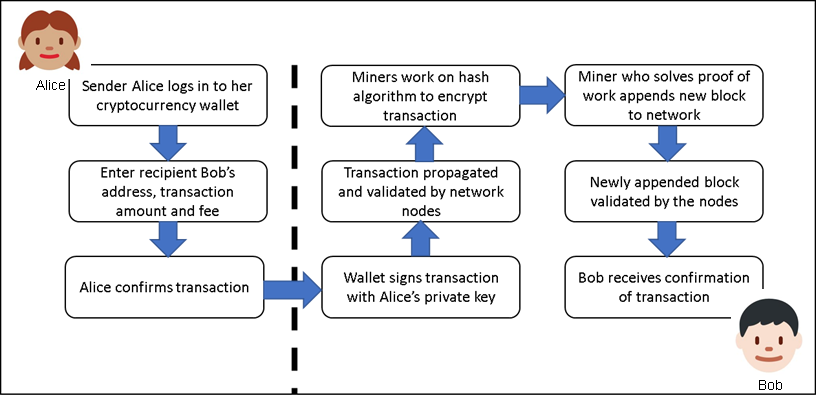 Alice
Sender Alice logs in to her
cryptocurrency wallet
Enter recipient Bob's
address, transaction
amount and fee
Alice confirms transaction
Wallet signs transaction
with Alice's private key
Transaction propagated
and validated by network
nodes
Miners work on hash
algorithm to encrypt
transaction
Miner who solves proof of
work appends new block
to network
Newly appended block
validated by the nodes
Bob receives confirmation
of transaction
Bob